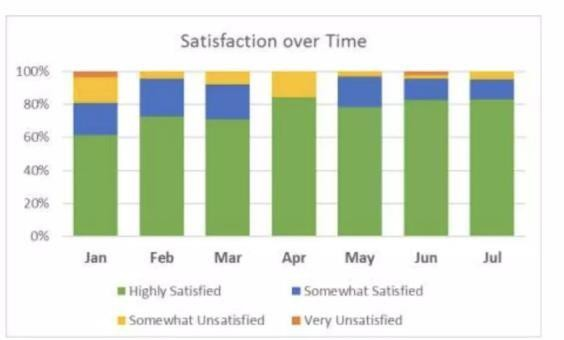 Satisfaction over Time
100%
80%
60%
40%
20%
0%
Jan Feb Mar Apr May Jun Jul
Highly Satisfied Somewhat Satisfied
Somewhat Unsatisfied Very Unsatisfied